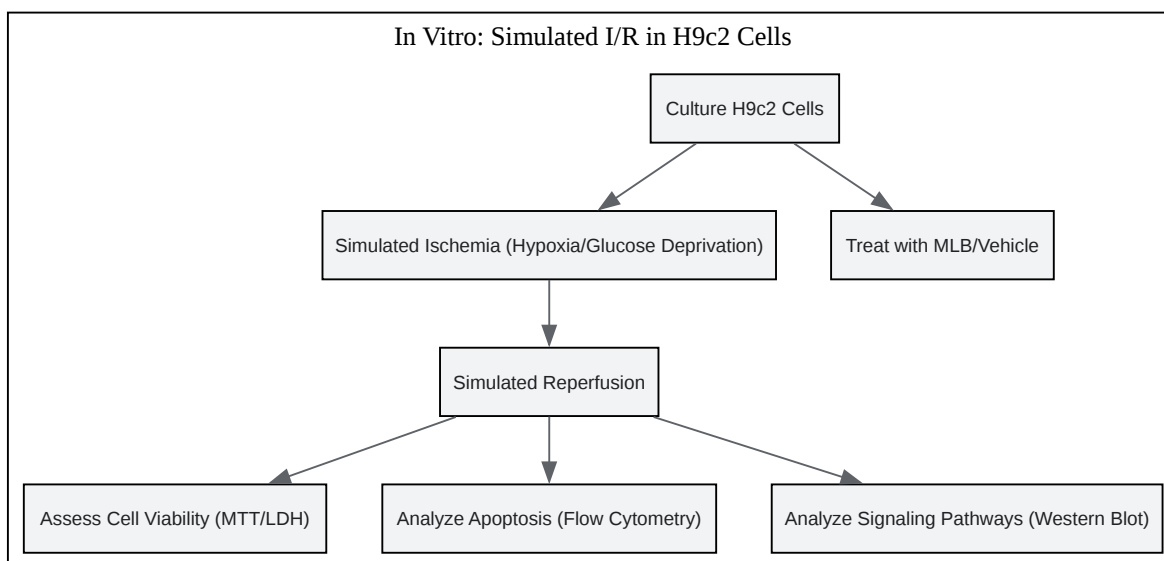 In Vitro: Simulated I/R in H9c2 Cells
Culture H9c2 Cells
Simulated Ischemia (Hypoxia/Glucose Deprivation)
Treat with MLB/Vehicle
Simulated Reperfusion
Assess Cell Viability (MTT/LDH)
Analyze Apoptosis (Flow Cytometry)
Analyze Signaling Pathways (Western Blot)